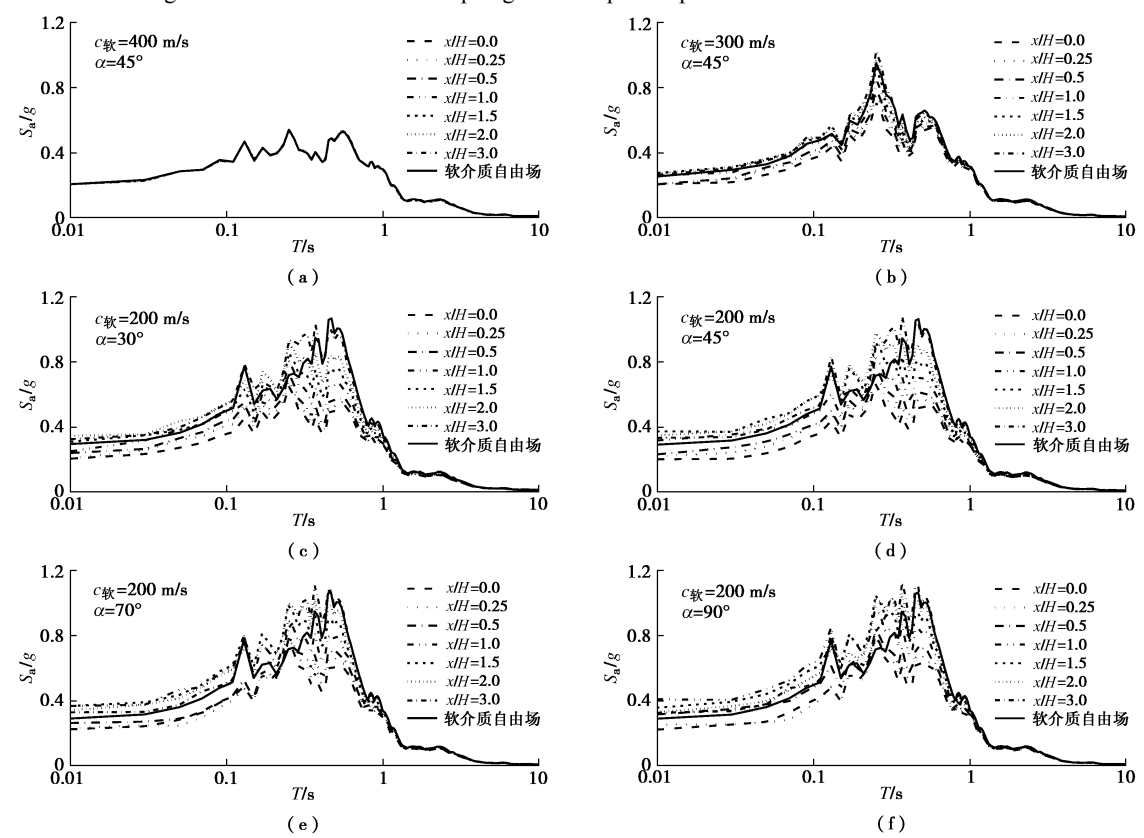 1.2
0.8
0.4
0
Sa/g
c软=400 m/s
α=45°
x/H=0.0
x/H=0.25
x/H=0.5
x/H=1.0
x/H=1.5
x/H=2.0
x/H=3.0
软介质自由场
0.01
0.1
1
10
T/s
(a)
1.2
0.8
0.4
0
Sa/g
c软=300 m/s
α=45°
x/H=0.0
x/H=0.25
x/H=0.5
x/H=1.0
x/H=1.5
x/H=2.0
x/H=3.0
软介质自由场
0.01
0.1
1
10
T/s
(b)
1.2
0.8
0.4
0
Sa/g
c软=200 m/s
α=30°
x/H=0.0
x/H=0.25
x/H=0.5
x/H=1.0
x/H=1.5
x/H=2.0
x/H=3.0
软介质自由场
0.01
0.1
1
10
T/s
(c)
1.2
0.8
0.4
0
Sa/g
c软=200 m/s
α=45°
x/H=0.0
x/H=0.25
x/H=0.5
x/H=1.0
x/H=1.5
x/H=2.0
x/H=3.0
软介质自由场
0.01
0.1
1
10
T/s
(d)
1.2
0.8
0.4
0
Sa/g
c软=200 m/s
α=70°
x/H=0.0
x/H=0.25
x/H=0.5
x/H=1.0
x/H=1.5
x/H=2.0
x/H=3.0
软介质自由场
0.01
0.1
1
10
T/s
(e)
1.2
0.8
0.4
0
Sa/g
c软=200 m/s
α=90°
x/H=0.0
x/H=0.25
x/H=0.5
x/H=1.0
x/H=1.5
x/H=2.0
x/H=3.0
软介质自由场
0.01
0.1
1
10
T/s
(f)